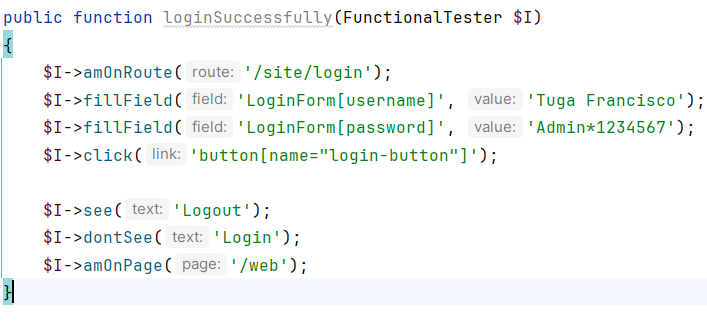 public function loginSuccessfully(FunctionalTester $I)
{
    $I->amOnRoute( route: '/site/login');
    $I->fillField( field: 'LoginForm[username]', value: 'Tuga Francisco');
    $I->fillField( field: 'LoginForm[password]', value: 'Admin*1234567');
    $I->click( link: 'button[name="login-button"]');

    $I->see( text: 'Logout');
    $I->dontSee( text: 'Login');
    $I->amOnPage( page: '/web');
}